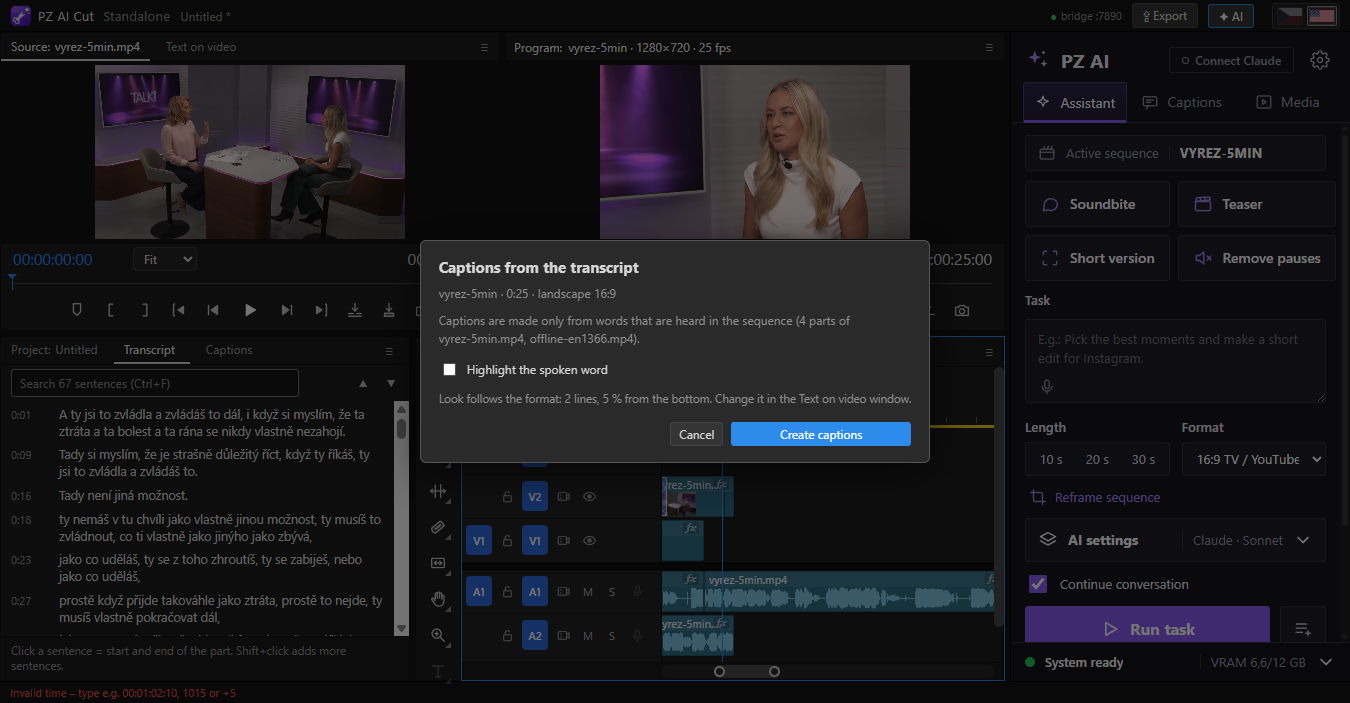 PZ AI Cut Standalone Untitled *
bridge :7890
Export
AI
Source: vyrez-5min.mp4
Text on video
Program: vyrez-5min · 1280×720 · 25 fps
TALK!
00:00:00:00
Fit
:00:25:00
Project: Untitled
Transcript
Captions
Search 67 sentences (Ctrl+F)
0:01 A ty jsi to zvládla a zvládáš to dál, i když si myslím, že ta
ztráta a ta bolest a ta rána se nikdy vlastně nezahojí.
0:09 Tady si myslím, že je strašně důležitý říct, když ty říkáš, ty
jsi to zvládla a zvládáš to.
0:16 Tady není jiná možnost.
0:18 ty nemáš v tu chvíli jako vlastně jinou možnost, ty musíš to
zvládnout, co ti vlastně jako jinýho jako zbývá,
0:23 jako co uděláš, ty se z toho zhroutíš, ty se zabiješ, nebo
jako co uděláš,
0:27 prostě když přijde takováhle jako ztráta, prostě to nejde, ty
musíš vlastně pokračovat dál,
Click a sentence = start and end of the part. Shift+click adds more
sentences.
Invalid time – type e.g. 00:01:02:10, 1015 or +5
Captions from the transcript
vyrez-5min · 0:25 · landscape 16:9
Captions are made only from words that are heard in the sequence (4 parts of
vyrez-5min.mp4, offline-en1366.mp4).
Highlight the spoken word
Look follows the format: 2 lines, 5 % from the bottom. Change it in the Text on video window.
Cancel
Create captions
V2
vyrez-5min... fx
V1
V1
fx
A1
A1
M
S
fx
vyrez-5min.mp4
A2
M
S
vyrez-5min... fx
PZ AI
Connect Claude
Assistant
Captions
Media
Active sequence
VYREZ-5MIN
Soundbite
Teaser
Short version
Remove pauses
Task
E.g.: Pick the best moments and make a short
edit for Instagram.
Length
Format
10 s
20 s
30 s
16:9 TV / YouTube
Reframe sequence
AI settings
Claude · Sonnet
Continue conversation
Run task
System ready
VRAM 6,6/12 GB